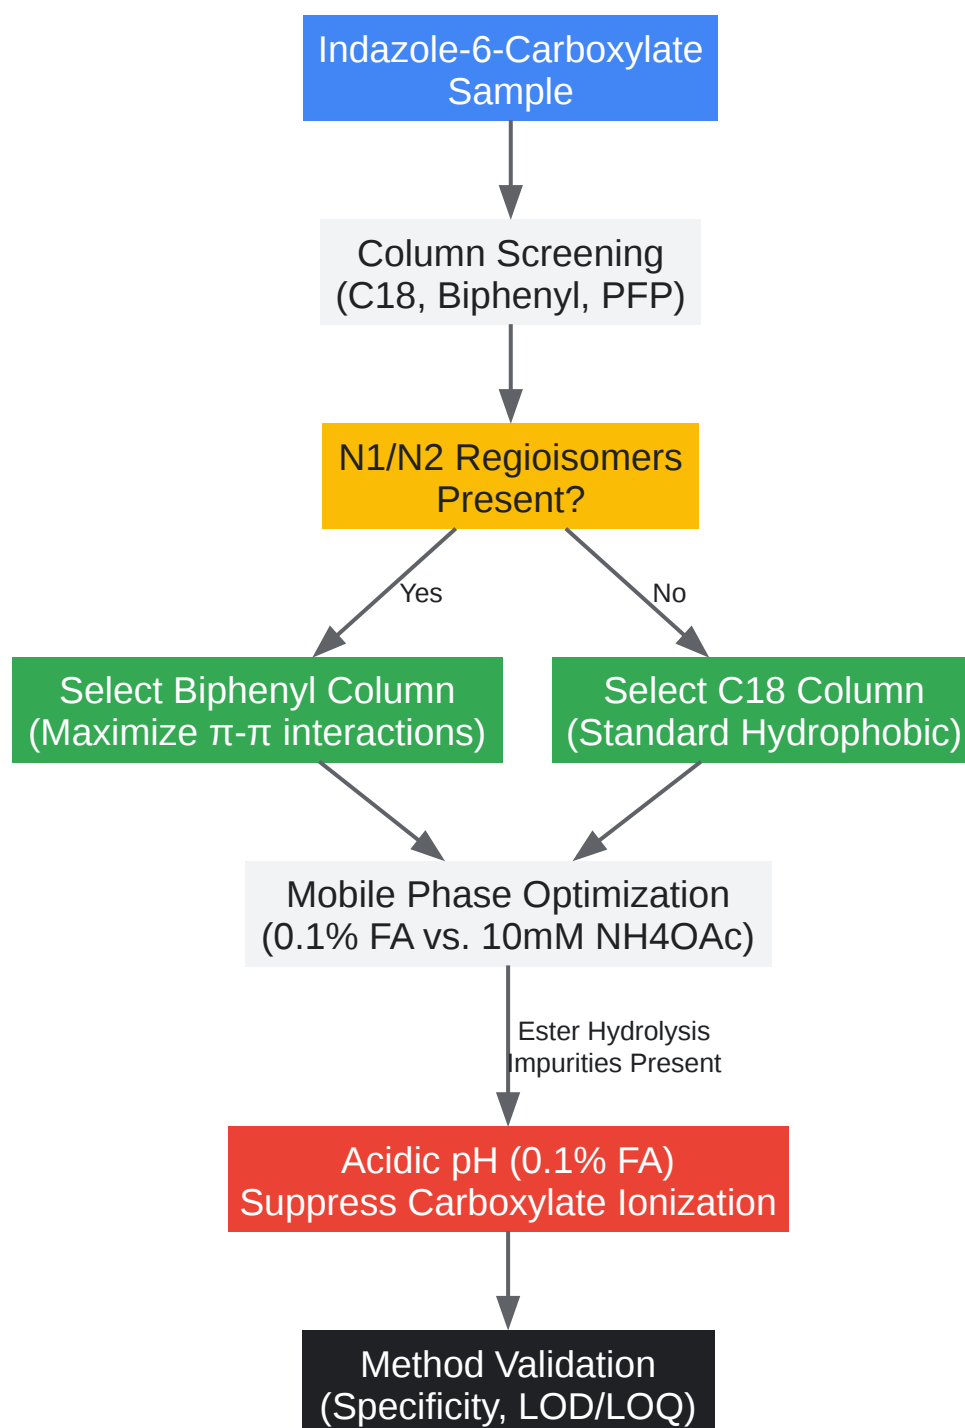 Indazole-6-Carboxylate
Sample
Column Screening
(C18, Biphenyl, PFP)
N1/N2 Regioisomers
Present?
Yes
No
Select Biphenyl Column
(Maximize π-π interactions)
Select C18 Column
(Standard Hydrophobic)
Mobile Phase Optimization
(0.1% FA vs. 10mM NH4OAc)
Ester Hydrolysis
Impurities Present
Acidic pH (0.1% FA)
Suppress Carboxylate Ionization
Method Validation
(Specificity, LOD/LOQ)